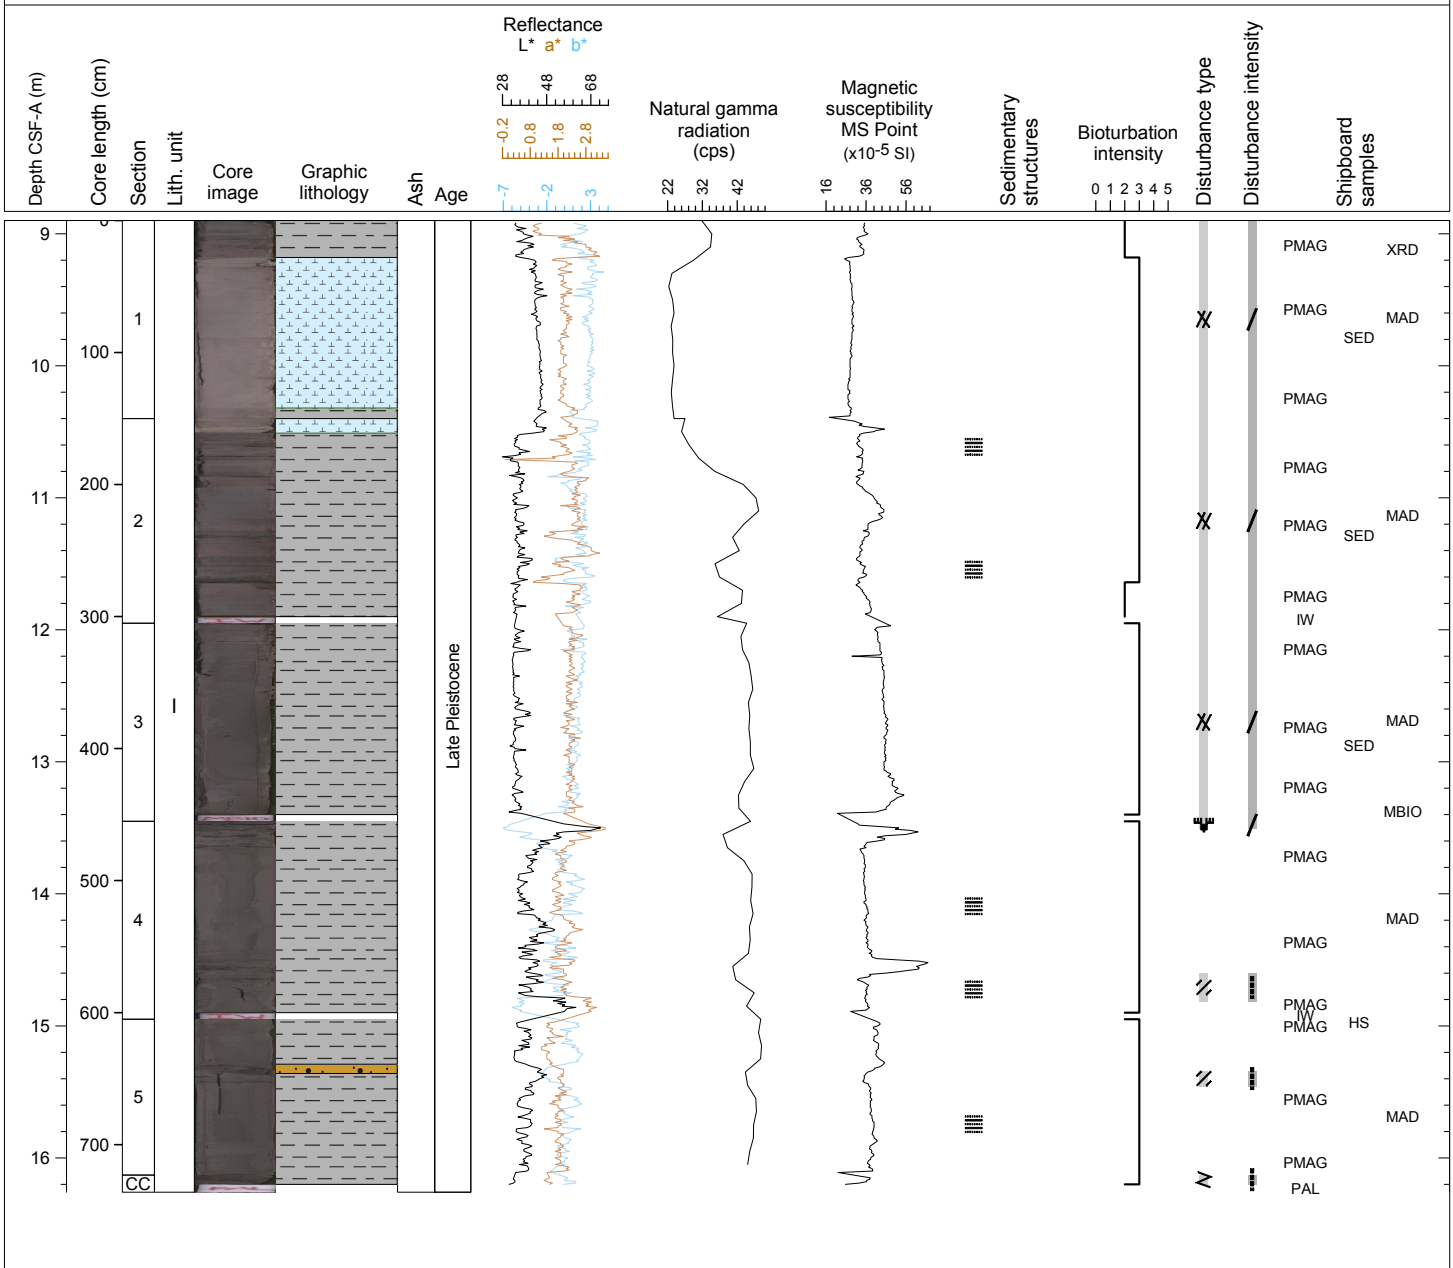 Depth CSF-A (m)
Core length (cm)
Section
Lith. unit
Core
image
Graphic
lithology
Ash
Age
Reflectance
L* a* b*
28 48 68
-0.2 0.8 1.8 2.8
-7 -2 3
Natural gamma
radiation
(cps)
22 32 42
Magnetic
susceptibility
MS Point
(x10-5 SI)
16 36 56
Sedimentary
structures
Bioturbation
intensity
0 1 2 3 4 5
Disturbance type
Disturbance intensity
Shipboard
samples
0
9
PMAG
XRD
1
PMAG
MAD
SED
100
10
PMAG
PMAG
200
11
2
PMAG
MAD
SED
PMAG
300
IW
12
PMAG
I
Late Pleistocene
3
PMAG
MAD
SED
400
13
PMAG
MBIO
PMAG
500
14
4
MAD
PMAG
PMAG
600
IW
15
PMAG
HS
5
PMAG
MAD
700
16
PMAG
CC
PAL